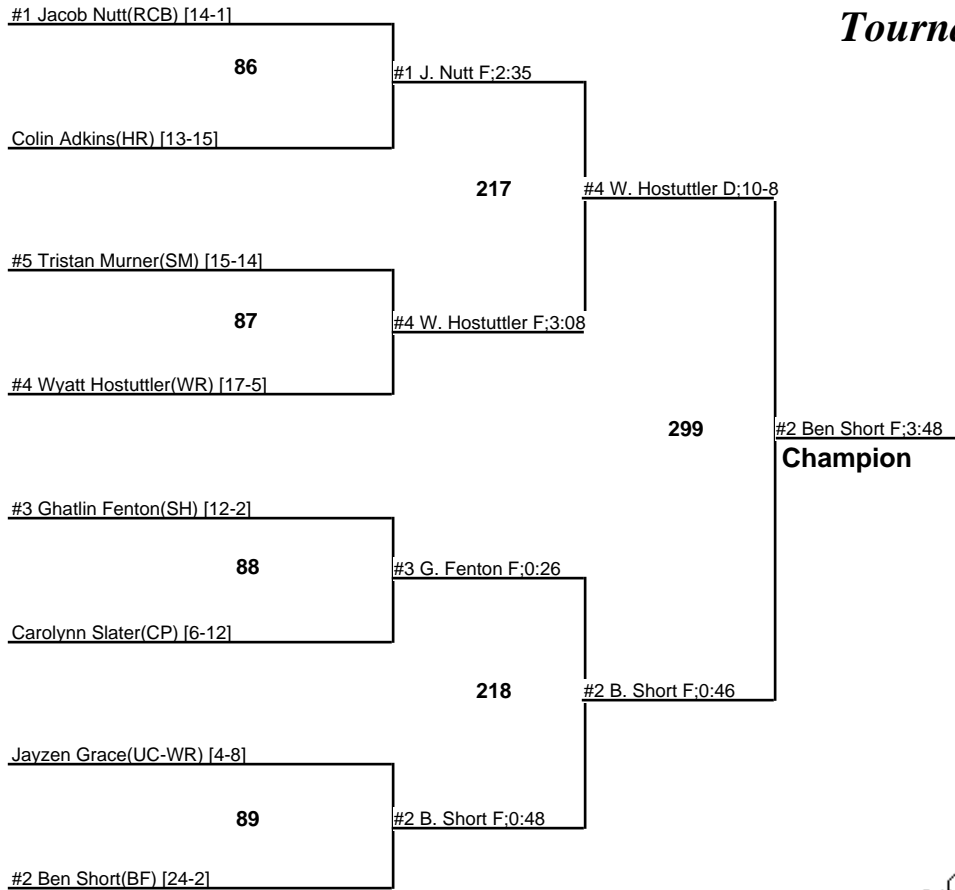 #1 Jacob Nutt(RCB) [14-1]
Tourna
86
#1 J. Nutt F;2:35
Colin Adkins(HR) [13-15]
217
#4 W. Hostuttler D;10-8
#5 Tristan Murner(SM) [15-14]
87
#4 W. Hostuttler F;3:08
#4 Wyatt Hostuttler(WR) [17-5]
299
#2 Ben Short F;3:48
Champion
#3 Ghatlin Fenton(SH) [12-2]
88
#3 G. Fenton F;0:26
Carolynn Slater(CP) [6-12]
218
#2 B. Short F;0:46
Jayzen Grace(UC-WR) [4-8]
89
#2 B. Short F;0:48
#2 Ben Short(BF) [24-2]